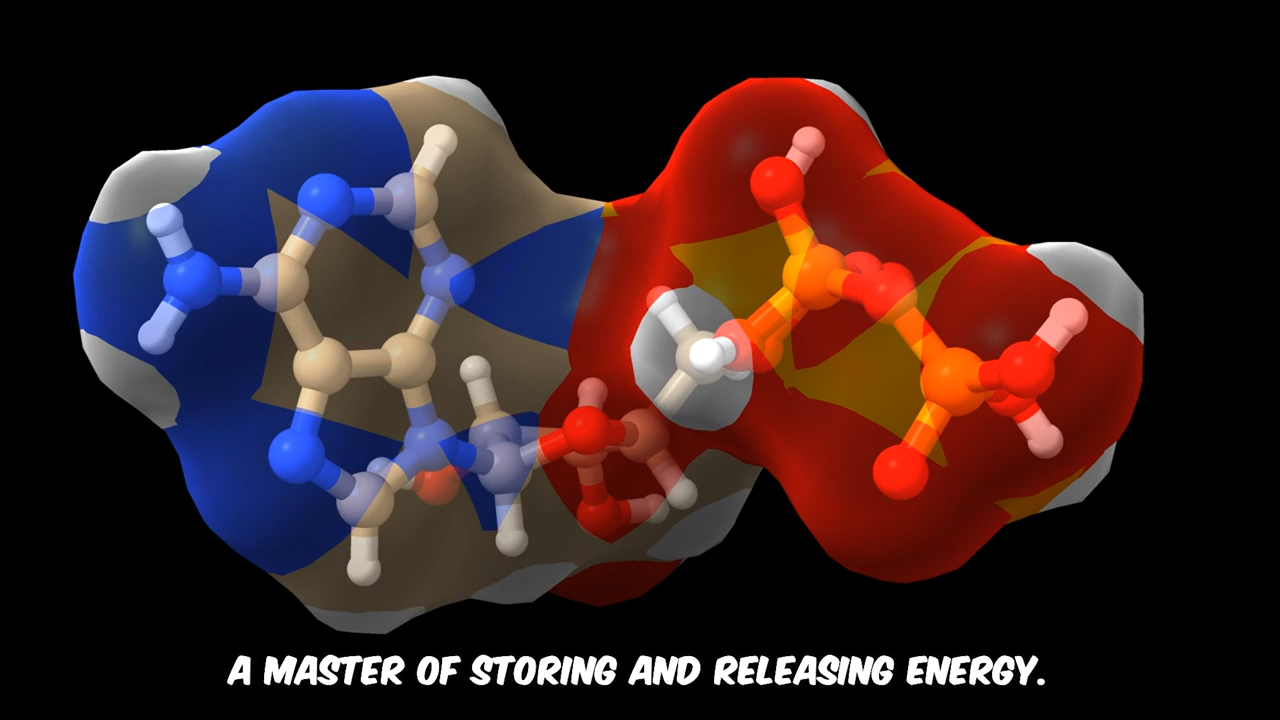 A MASTER OF STORING AND RELEASING ENERGY.